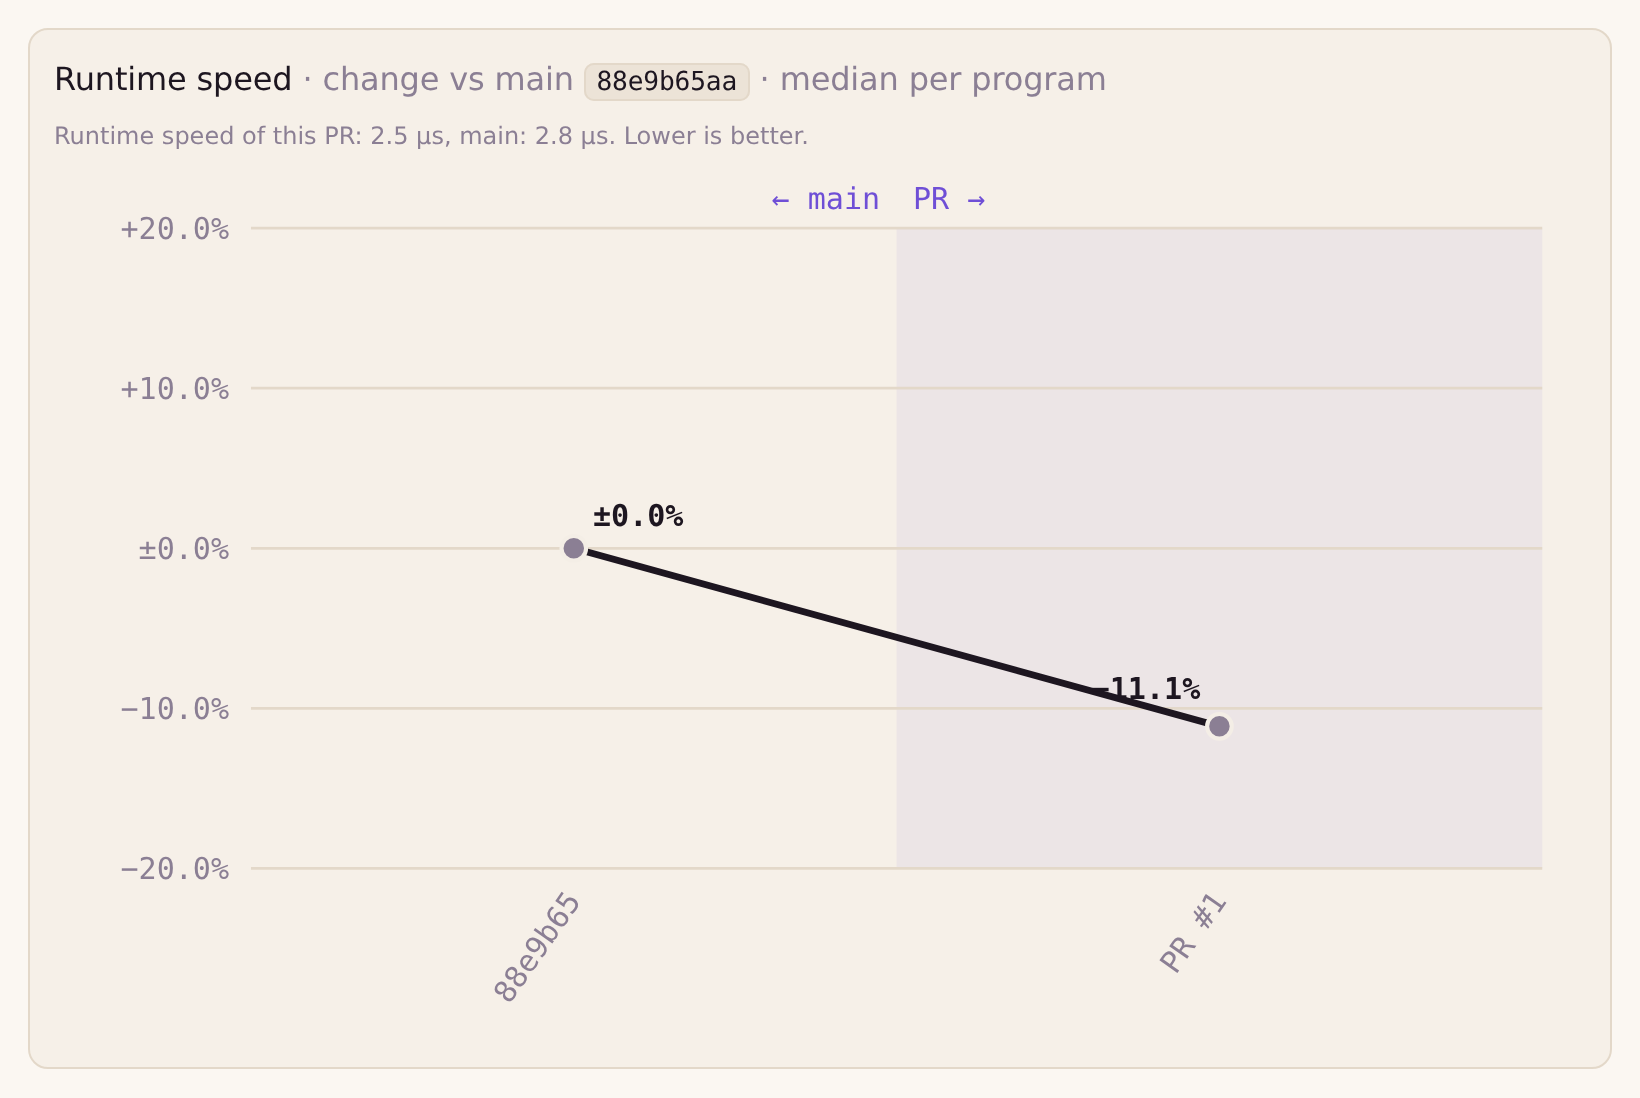 Runtime speed · change vs main 88e9b65aa · median per program
Runtime speed of this PR: 2.5 µs, main: 2.8 µs. Lower is better.
← main PR →
+20.0%
+10.0%
±0.0%
±0.0%
−11.1%
−10.0%
−20.0%
88e9b65
PR #1